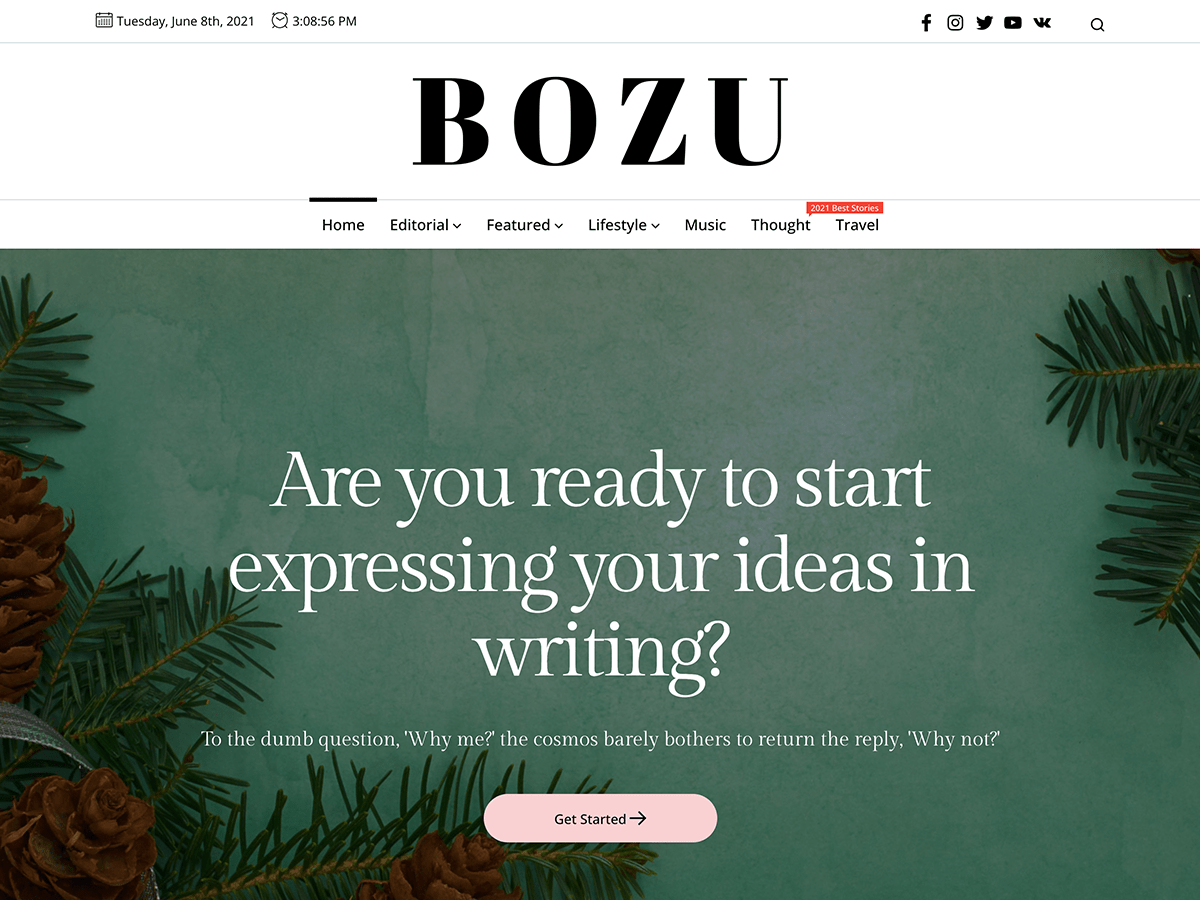 Tuesday, June 8th, 2021 3:08:56 PM
BOZU
2021 Best Stories
Home Editorial Featured Lifestyle Music Thought Travel
Are you ready to start
expressing your ideas in
writing?
To the dumb question, 'Why me?' the cosmos barely bothers to return the reply, 'Why not?'
Get Started